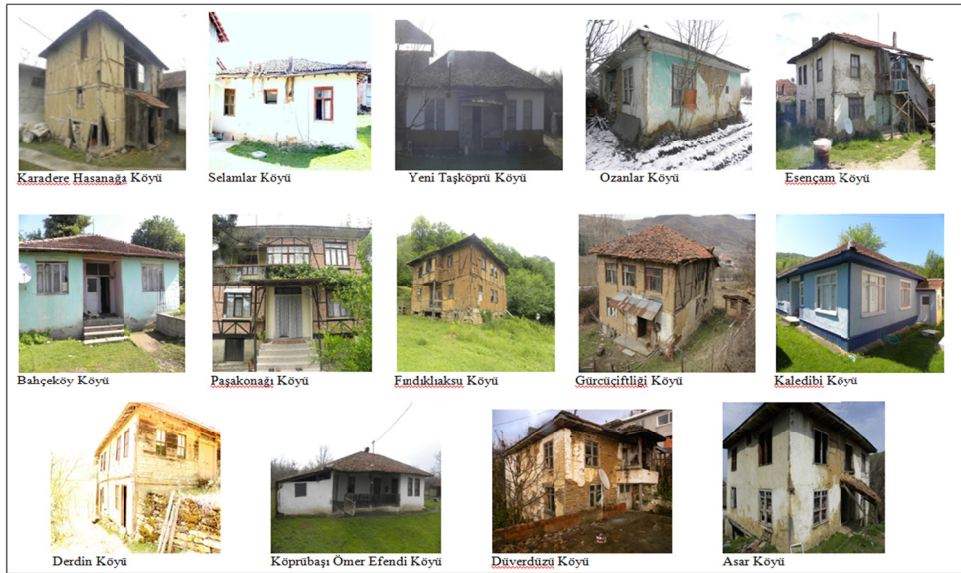 Karadere Hasanağa Köyü
Selamlar Köyü
Yeni Taşköprü Köyü
Ozanlar Köyü
Esençam Köyü
Bahçeköy Köyü
Paşakonağı Köyü
Fındıklıaksu Köyü
Gürcüçiftliği Köyü
Kaledibi Köyü
Derdin Köyü
Köprübaşı Ömer Efendi Köyü
Düverdüzü Köyü
Asar Köyü